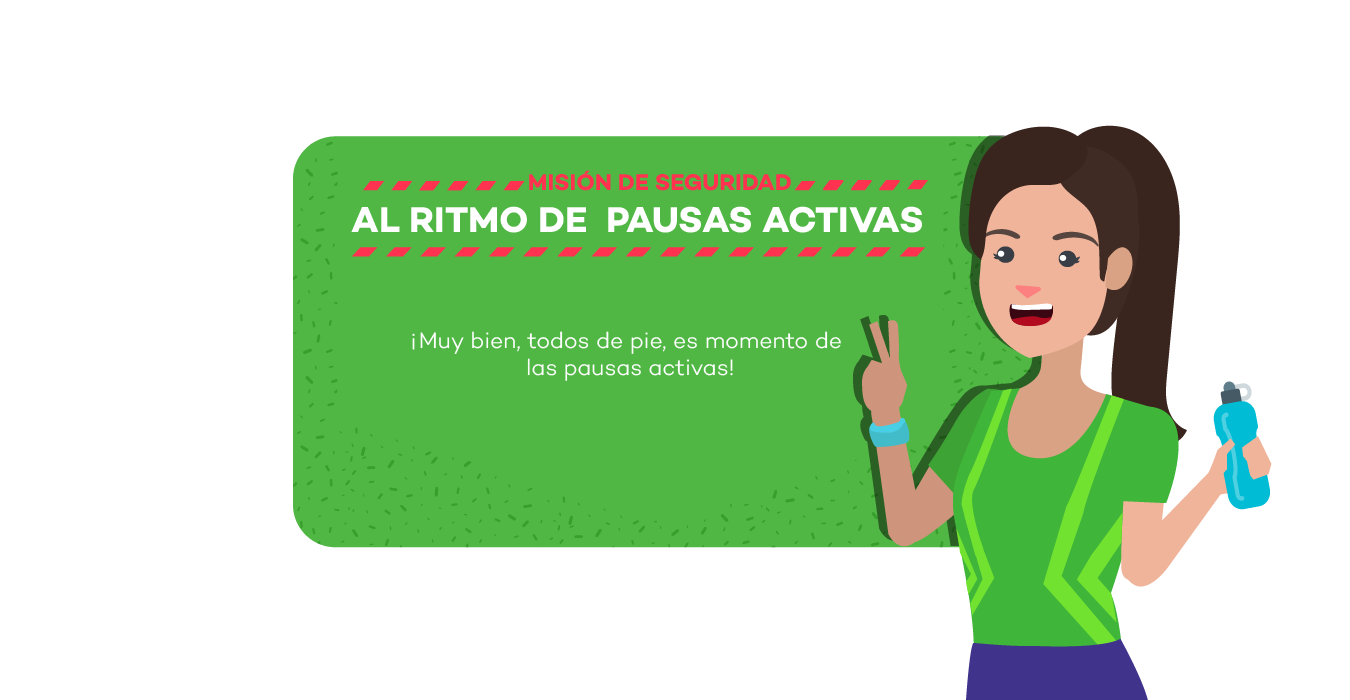 MISIÓN DE SEGURIDAD
AL RITMO DE PAUSAS ACTIVAS
¡Muy bien, todos de pie, es momento de
las pausas activas!